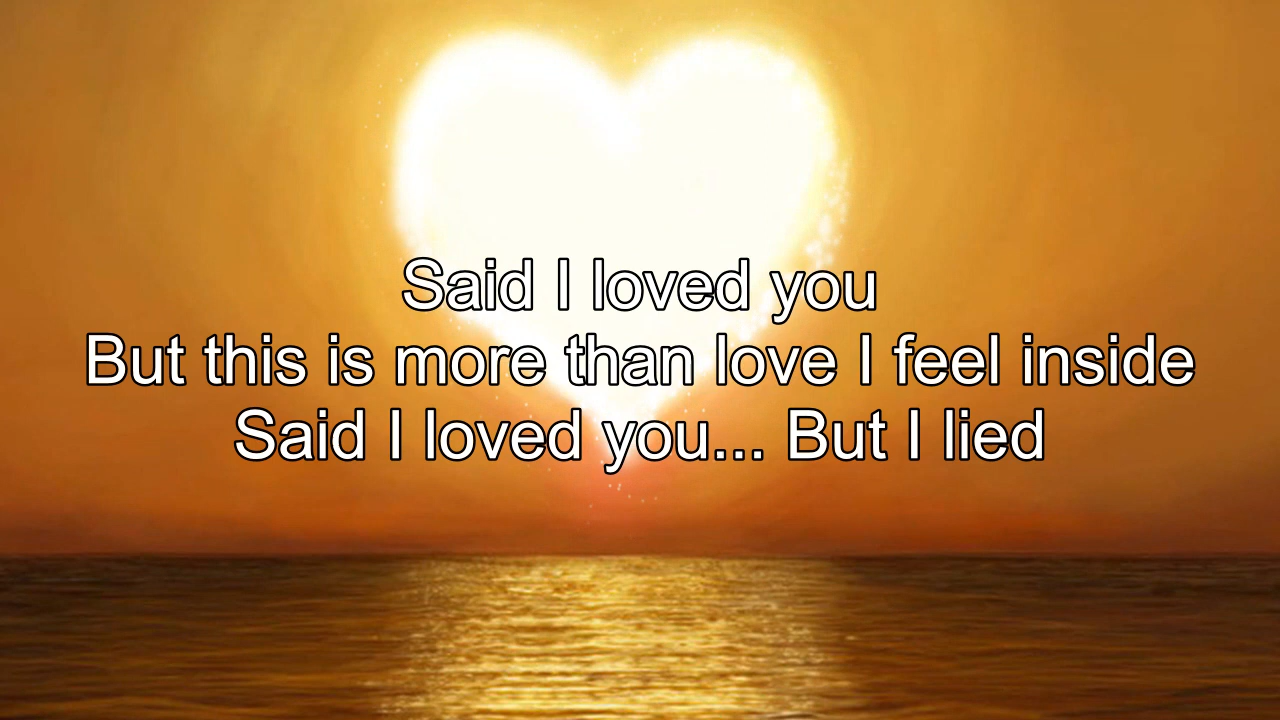 Said I loved you
But this is more than love I feel inside
Said I loved you... But I lied